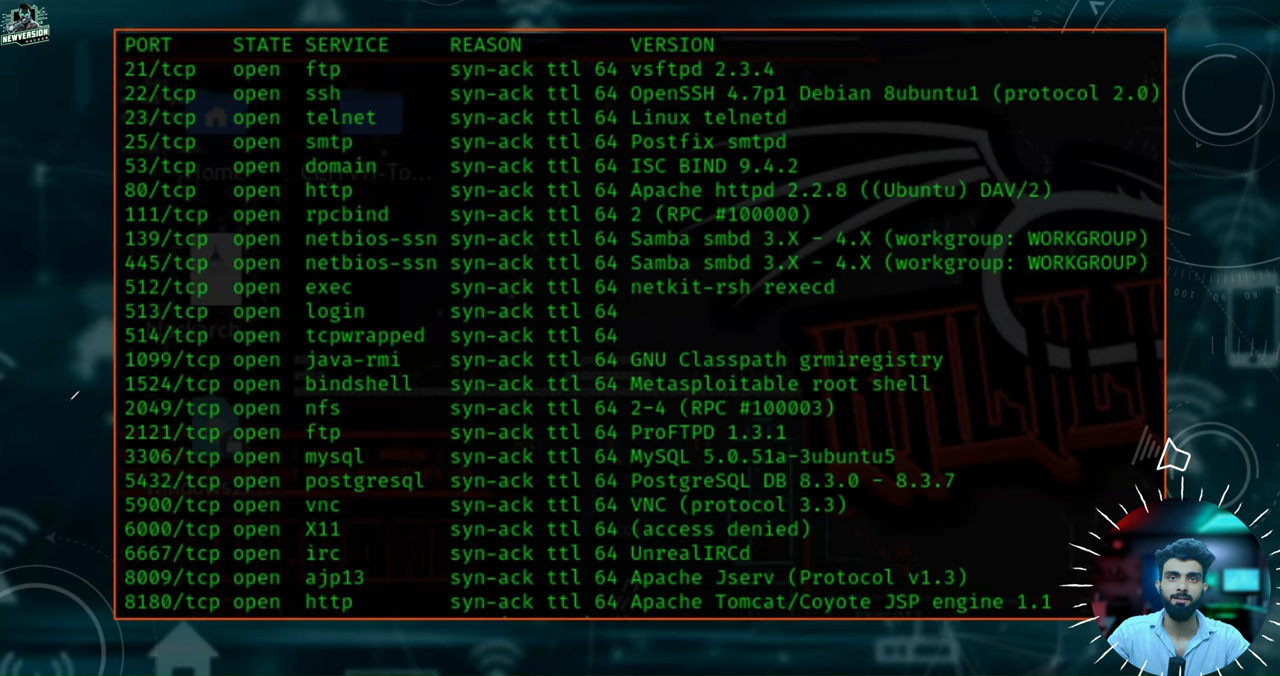 NEWVERSION
PORT STATE SERVICE REASON VERSION
21/tcp open ftp syn-ack ttl 64 vsftpd 2.3.4
22/tcp open ssh syn-ack ttl 64 OpenSSH 4.7p1 Debian 8ubuntu1 (protocol 2.0)
23/tcp open telnet syn-ack ttl 64 Linux telnetd
25/tcp open smtp syn-ack ttl 64 Postfix smtpd
53/tcp open domain syn-ack ttl 64 ISC BIND 9.4.2
80/tcp open http syn-ack ttl 64 Apache httpd 2.2.8 ((Ubuntu) DAV/2)
111/tcp open rpcbind syn-ack ttl 64 2 (RPC #100000)
139/tcp open netbios-ssn syn-ack ttl 64 Samba smbd 3.X - 4.X (workgroup: WORKGROUP)
445/tcp open netbios-ssn syn-ack ttl 64 Samba smbd 3.X - 4.X (workgroup: WORKGROUP)
512/tcp open exec syn-ack ttl 64 netkit-rsh rexecd
513/tcp open login syn-ack ttl 64
514/tcp open tcpwrapped syn-ack ttl 64
1099/tcp open java-rmi syn-ack ttl 64 GNU Classpath grmiregistry
1524/tcp open bindshell syn-ack ttl 64 Metasploitable root shell
2049/tcp open nfs syn-ack ttl 64 2-4 (RPC #100003)
2121/tcp open ftp syn-ack ttl 64 ProFTPD 1.3.1
3306/tcp open mysql syn-ack ttl 64 MySQL 5.0.51a-3ubuntu5
5432/tcp open postgresql syn-ack ttl 64 PostgreSQL DB 8.3.0 - 8.3.7
5900/tcp open vnc syn-ack ttl 64 VNC (protocol 3.3)
6000/tcp open X11 syn-ack ttl 64 (access denied)
6667/tcp open irc syn-ack ttl 64 UnrealIRCd
8009/tcp open ajp13 syn-ack ttl 64 Apache Jserv (Protocol v1.3)
8180/tcp open http syn-ack ttl 64 Apache Tomcat/Coyote JSP engine 1.1